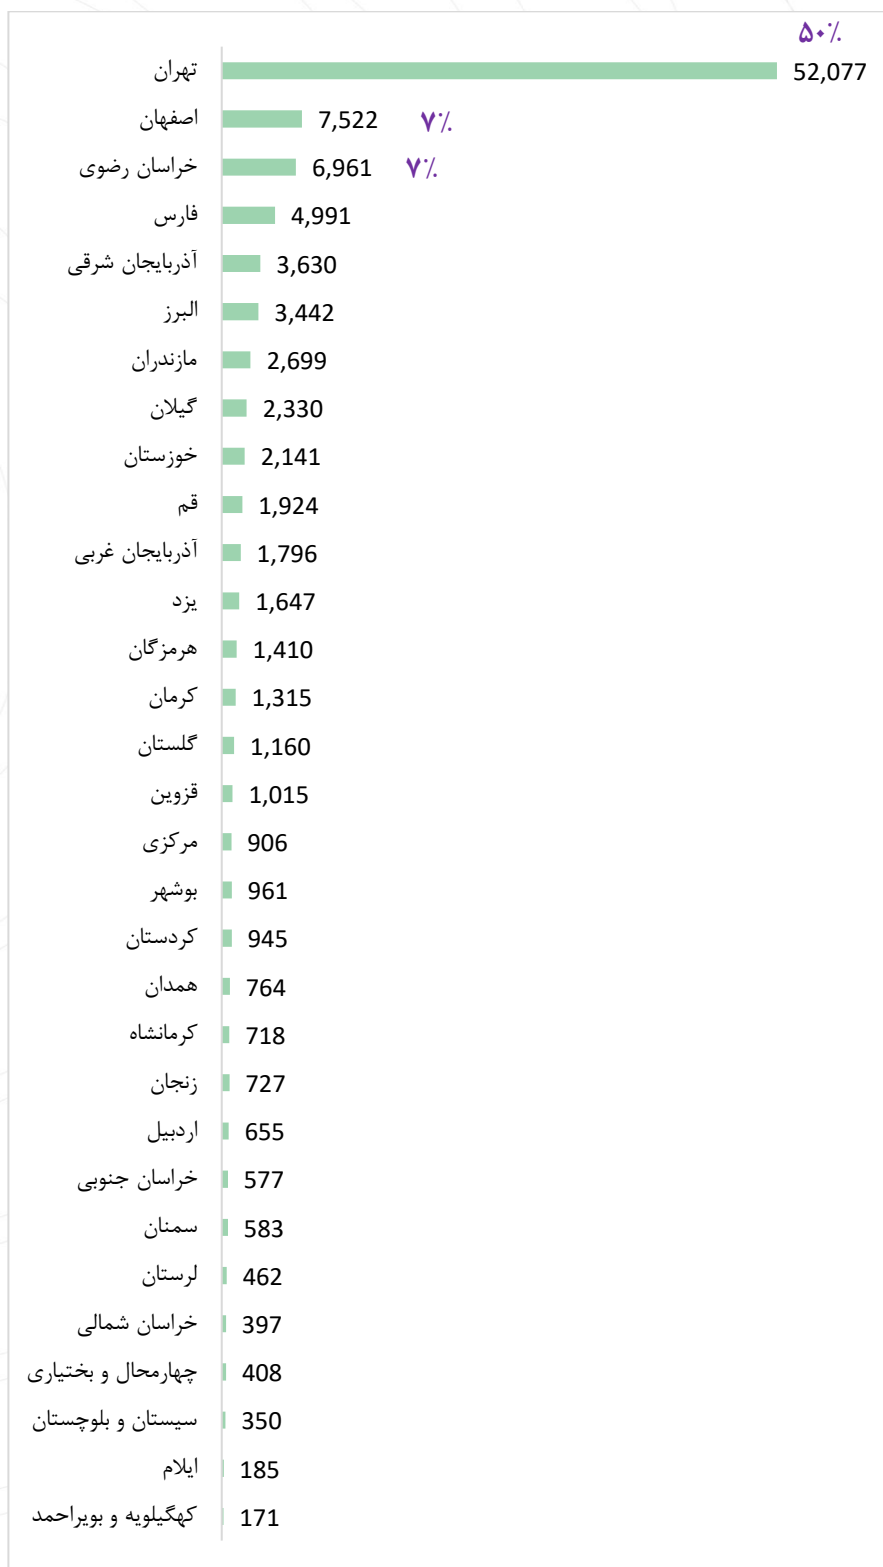 ۵۰٪
تهران 52,077
اصفهان 7,522 ۷٪
خراسان رضوی 6,961 ۷٪
فارس 4,991
آذربایجان شرقی 3,630
البرز 3,442
مازندران 2,699
گیلان 2,330
خوزستان 2,141
قم 1,924
آذربایجان غربی 1,796
یزد 1,647
هرمزگان 1,410
کرمان 1,315
گلستان 1,160
قزوین 1,015
مرکزی 906
بوشهر 961
کردستان 945
همدان 764
کرمانشاه 718
زنجان 727
اردبیل 655
خراسان جنوبی 577
سمنان 583
لرستان 462
خراسان شمالی 397
چهارمحال و بختیاری 408
سیستان و بلوچستان 350
ایلام 185
کهگیلویه و بویراحمد 171